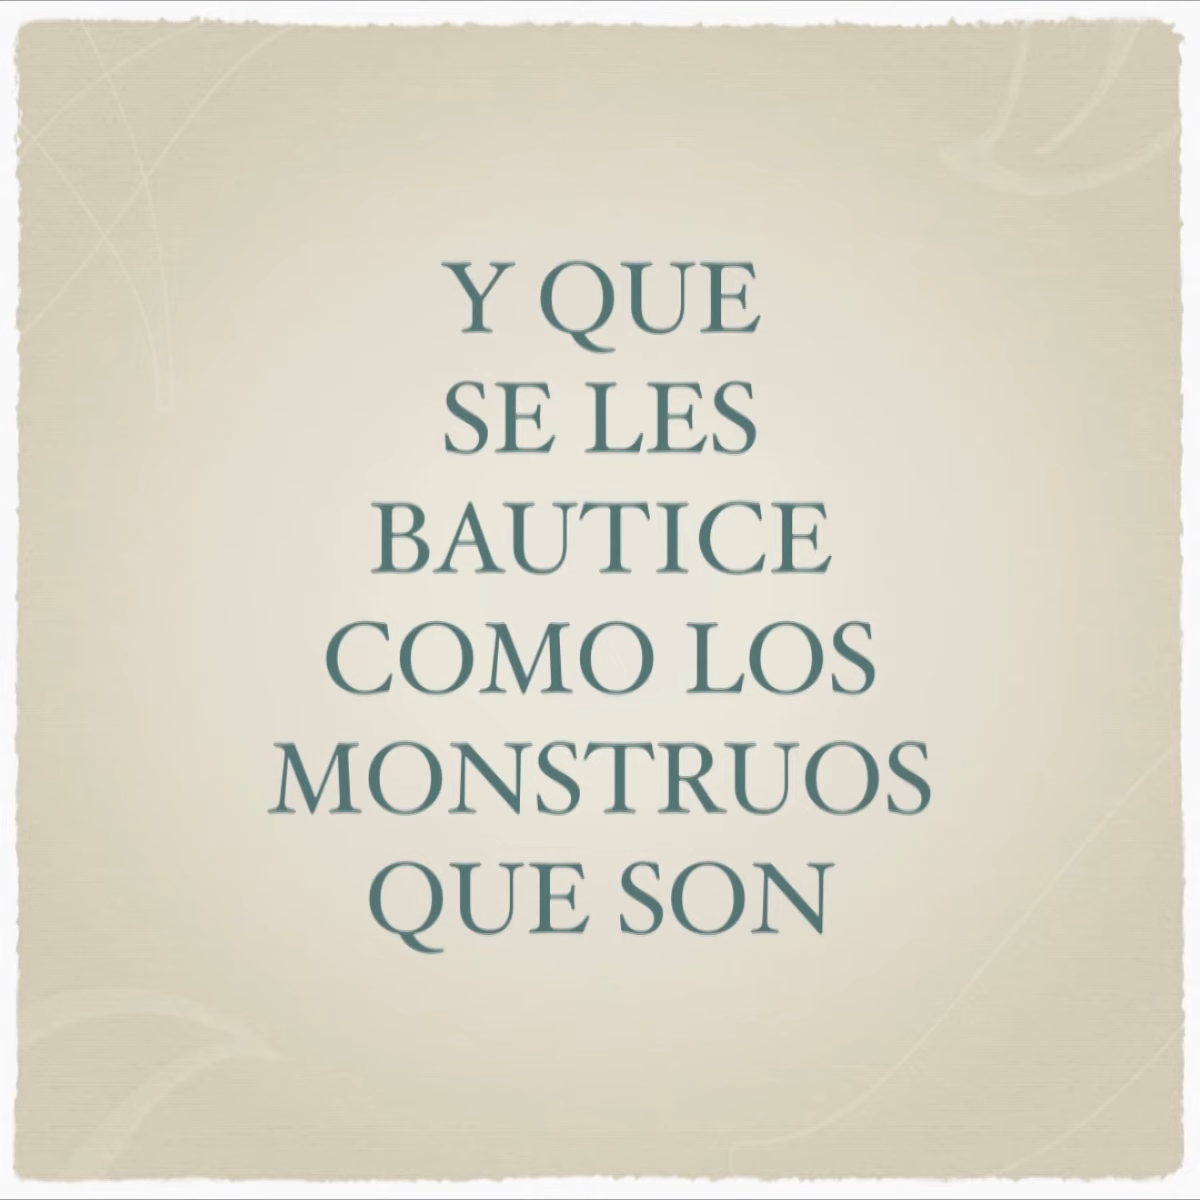 Y QUE
SE LES
BAUTICE
COMO LOS
MONSTRUOS
QUE SON